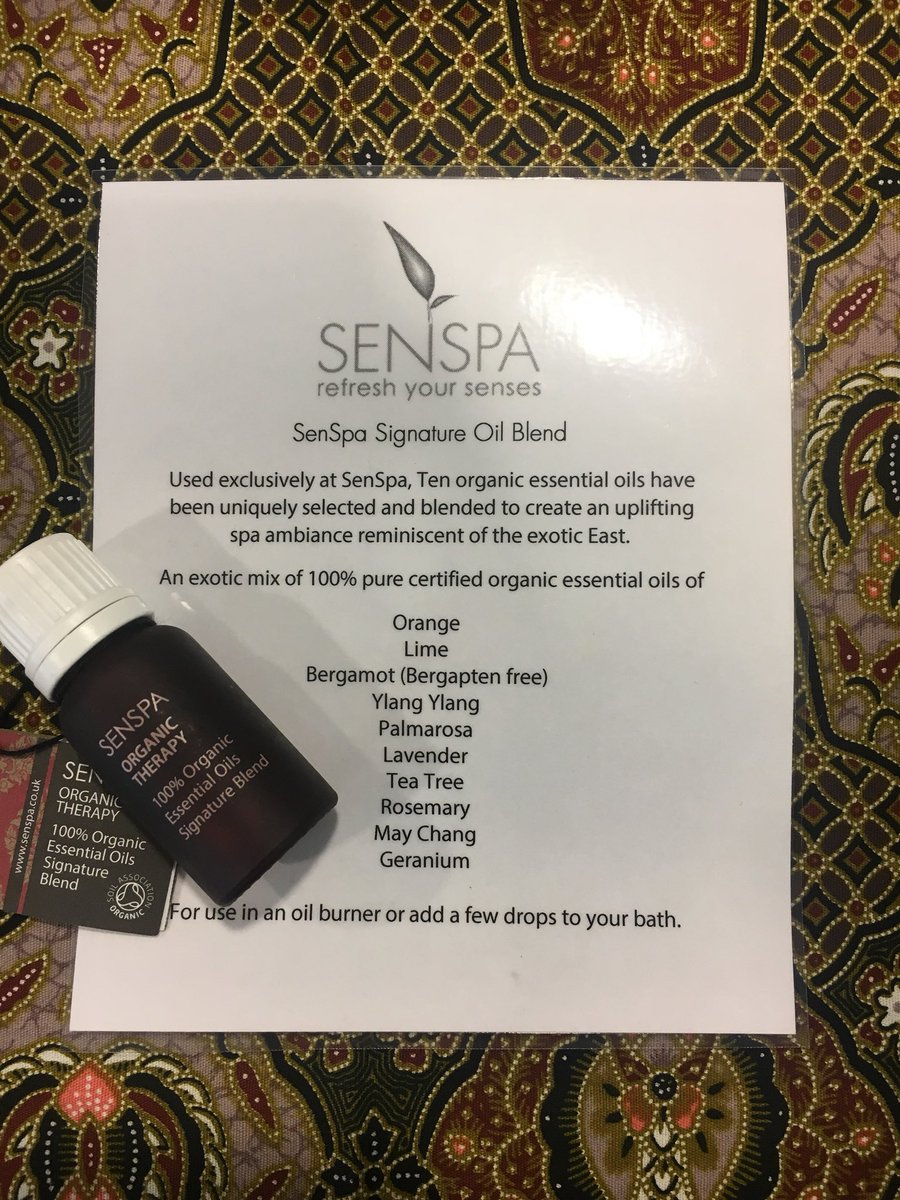 SENSPA
refresh your senses
SenSpa Signature Oil Blend
Used exclusively at SenSpa, Ten organic essential oils have
been uniquely selected and blended to create an uplifting
spa ambiance reminiscent of the exotic East.
An exotic mix of 100% pure certified organic essential oils of
Orange
Lime
Bergamot (Bergapten free)
Ylang Ylang
Palmarosa
Lavender
Tea Tree
Rosemary
May Chang
Geranium
For use in an oil burner or add a few drops to your bath.
SENSPA
ORGANIC
THERAPY
100% Organic
Essential Oils
Signature Blend
www.senspa.co.uk
SEN
ORGANIC
THERAPY
100% Organic
Essential Oils
Signature
Blend
SOIL ASSOCIATION
ORGANIC